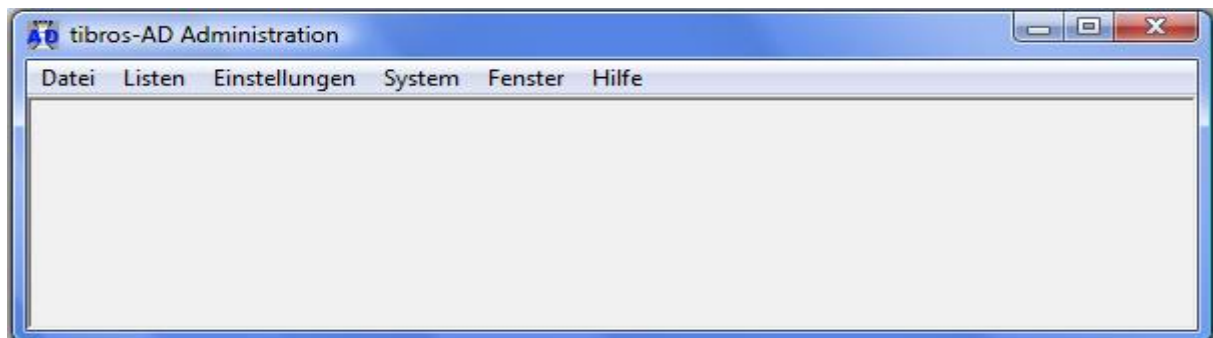 AD tibros-AD Administration
Datei Listen Einstellungen System Fenster Hilfe